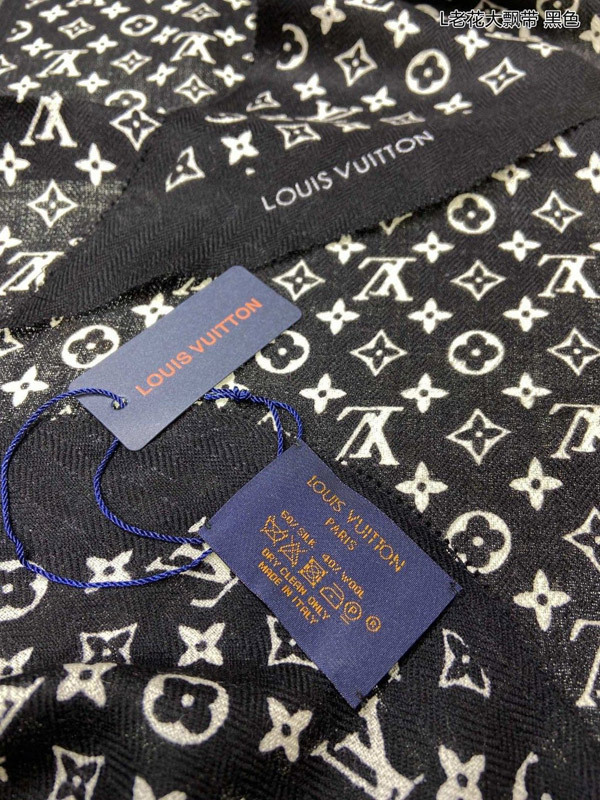 L老花大飘带 黑色
LOUIS VUITTON
LOUIS VUITTON
LOUIS VUITTON
PARIS
60% SILK 40% WOOL
P ®
DRY CLEAN ONLY
MADE IN ITALY